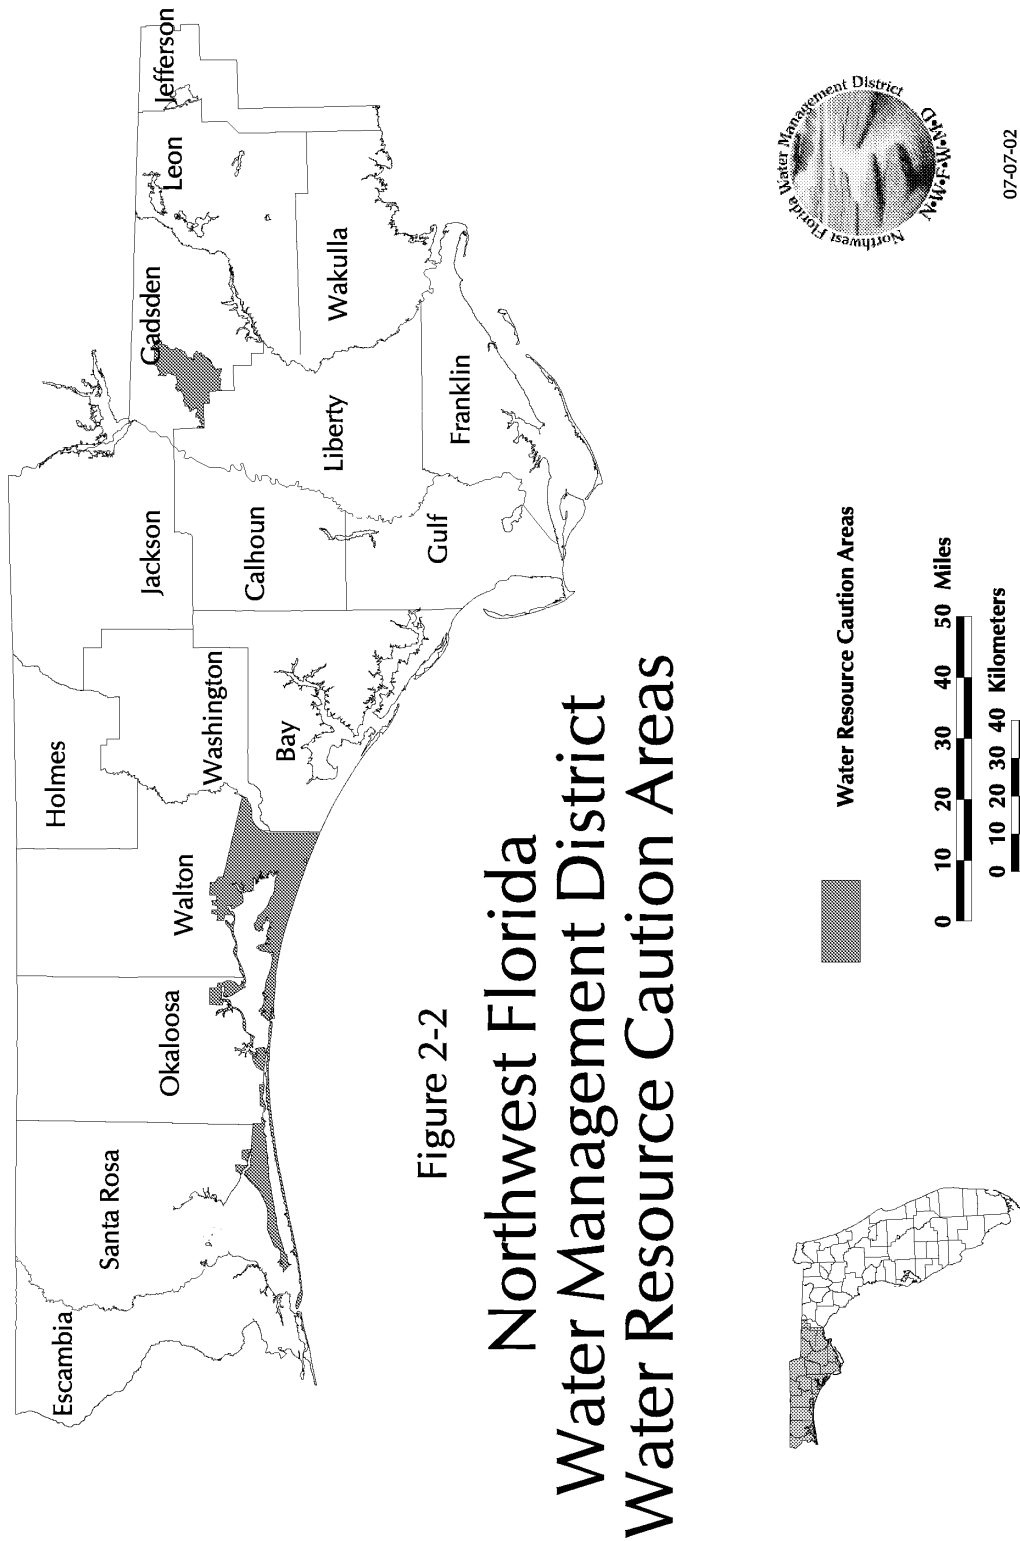 Escambia
Santa Rosa
Okaloosa
Walton
Holmes
Washington
Bay
Jackson
Calhoun
Gulf
Liberty
Franklin
Gadsden
Wakulla
Leon
Jefferson
Figure 2-2
Northwest Florida
Water Management District
Water Resource Caution Areas
Water Resource Caution Areas
0 10 20 30 40 50 Miles
0 10 20 30 40 Kilometers
Northwest Florida Water Management District
N•W•F•W•M•D
07-07-02